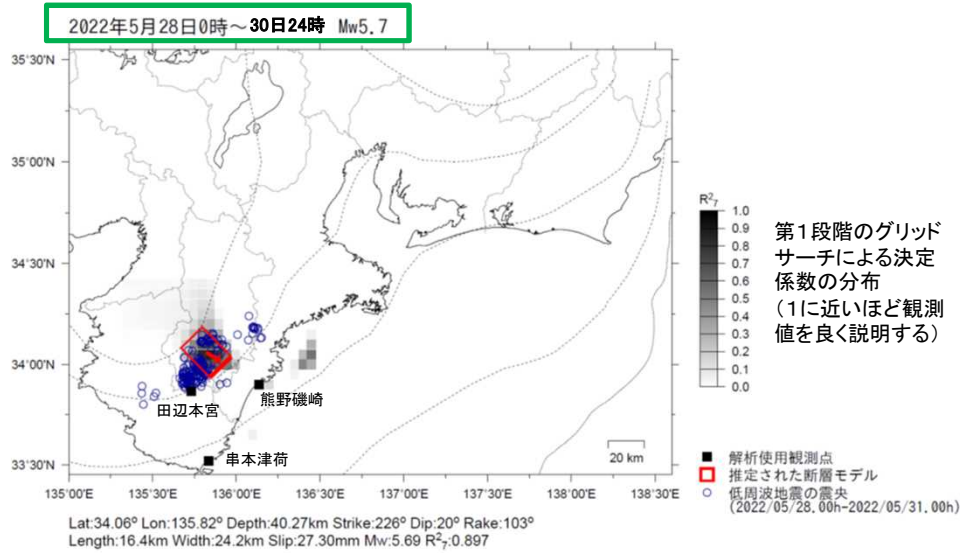 2022年5月28日0時～30日24時 Mw5.7
35°30'N
35°00'N
34°30'N
34°00'N
33°30'N
135°00'E
135°30'E
136°00'E
136°30'E
137°00'E
137°30'E
138°00'E
138°30'E
田辺本宮
熊野磯崎
串本津荷
20 km
R²₇
1.0
0.9
0.8
0.7
0.6
0.5
0.4
0.3
0.2
0.1
0.0
第１段階のグリッド
サーチによる決定
係数の分布
（１に近いほど観測
値を良く説明する）
解析使用観測点
推定された断層モデル
低周波地震の震央
(2022/05/28.00h-2022/05/31.00h)
Lat:34.06° Lon:135.82° Depth:40.27km Strike:226° Dip:20° Rake:103°
Length:16.4km Width:24.2km Slip:27.30mm Mw:5.69 R²₇:0.897